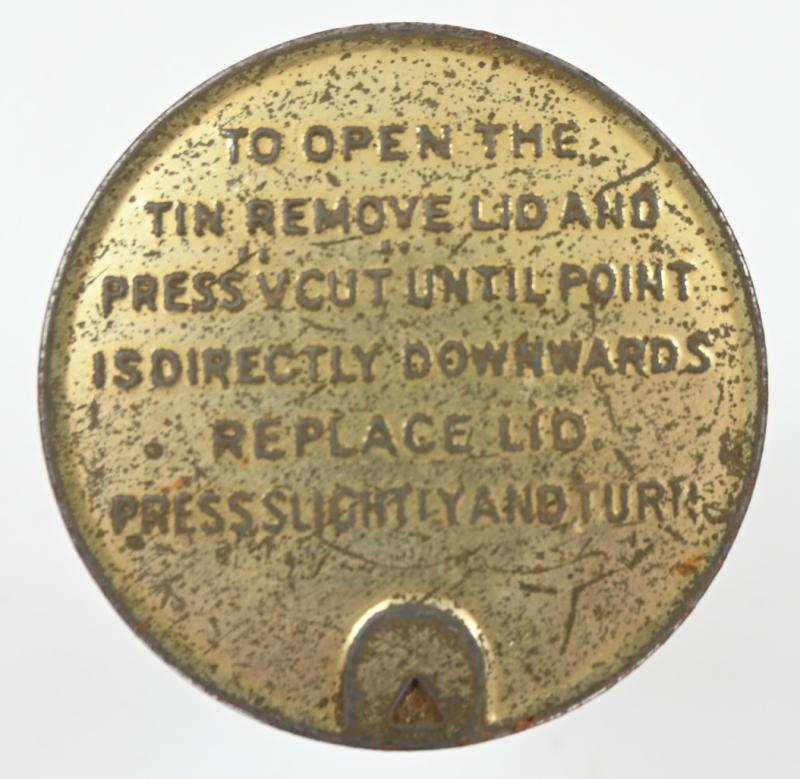 TO OPEN THE
TIN REMOVE LID AND
PRESS V CUT UNTIL POINT
IS DIRECTLY DOWNWARDS
REPLACE LID.
PRESS SLIGHTLY AND TURN